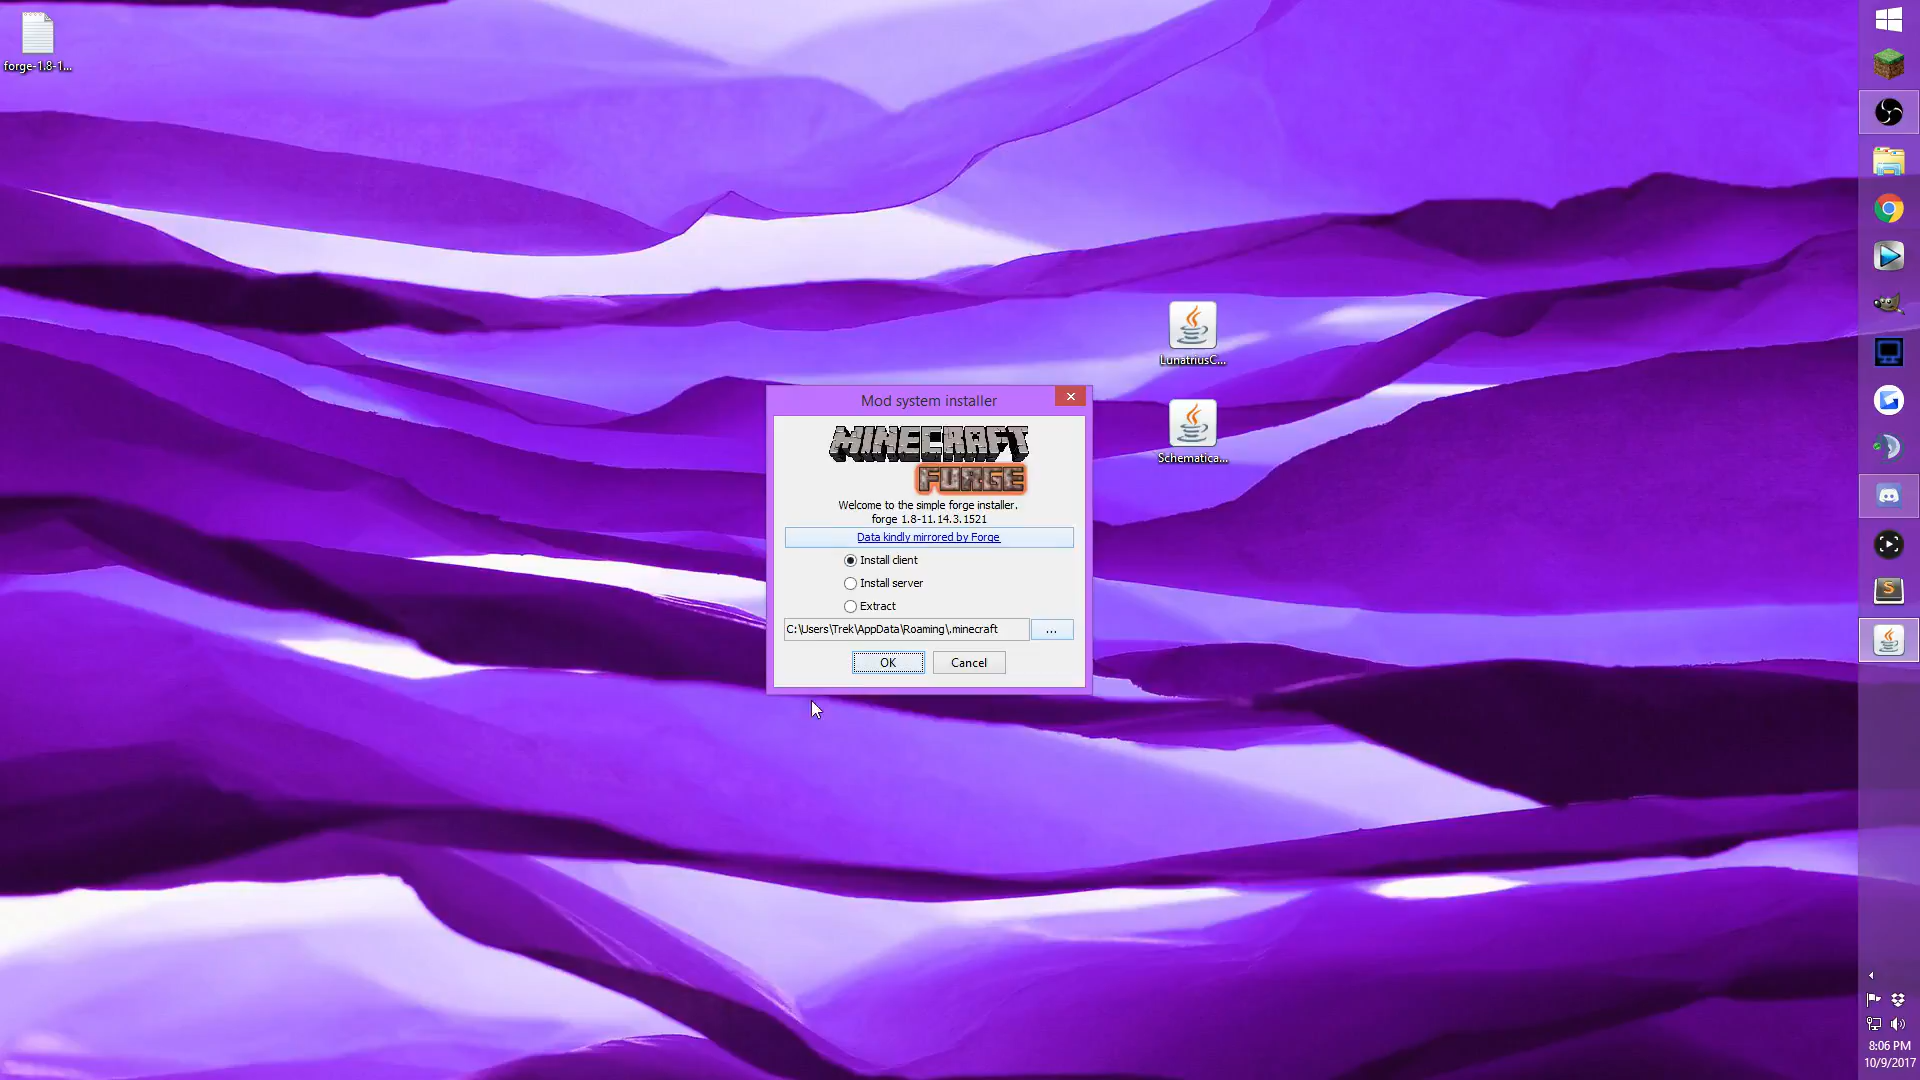 forge-1.8-1...
LunatriusC...
Schematica...
Mod system installer
MINECRAFT
FORGE
Welcome to the simple forge installer.
forge 1.8-11.14.3.1521
Data kindly mirrored by Forge
Install client
Install server
Extract
C:\Users\Trek\AppData\Roaming\.minecraft
...
OK
Cancel
8:06 PM
10/9/2017